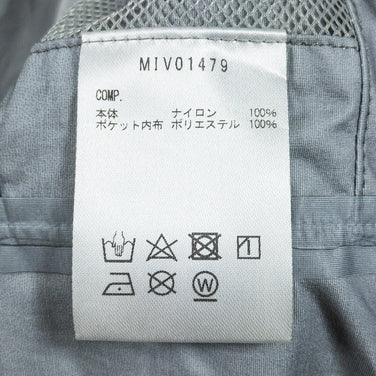 MIV01479
COMP.
本体 ナイロン 100%
ポケット内布 ポリエステル 100%
W